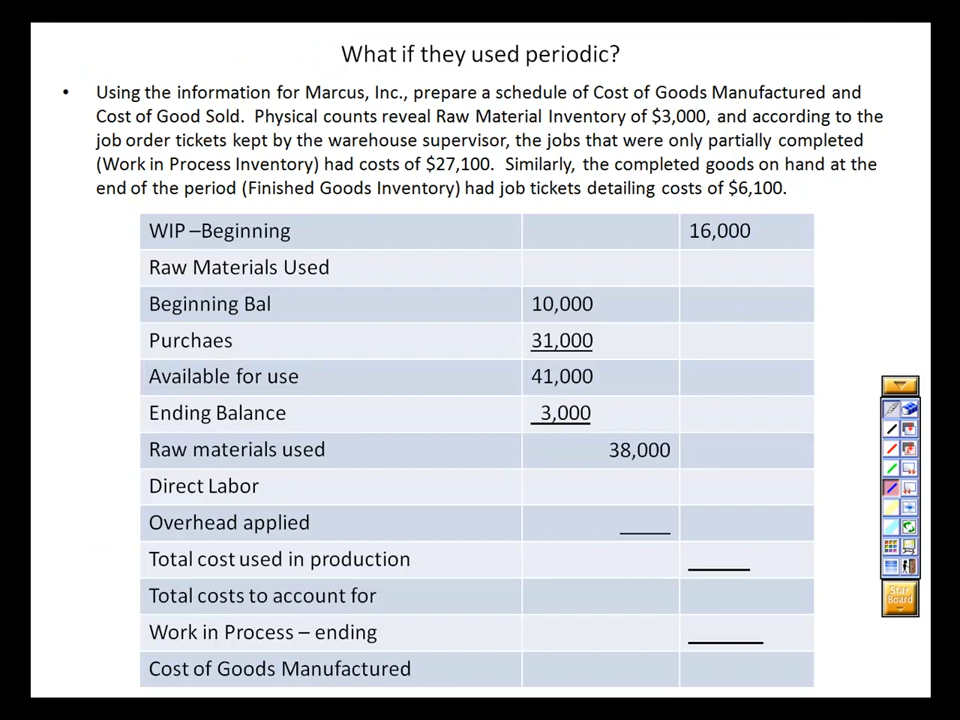 What if they used periodic?
• Using the information for Marcus, Inc., prepare a schedule of Cost of Goods Manufactured and
Cost of Good Sold. Physical counts reveal Raw Material Inventory of $3,000, and according to the
job order tickets kept by the warehouse supervisor, the jobs that were only partially completed
(Work in Process Inventory) had costs of $27,100. Similarly, the completed goods on hand at the
end of the period (Finished Goods Inventory) had job tickets detailing costs of $6,100.
WIP –Beginning 16,000
Raw Materials Used
Beginning Bal 10,000
Purchaes 31,000
Available for use 41,000
Ending Balance 3,000
Raw materials used 38,000
Direct Labor
Overhead applied
Total cost used in production
Total costs to account for
Work in Process – ending
Cost of Goods Manufactured
Star
Board